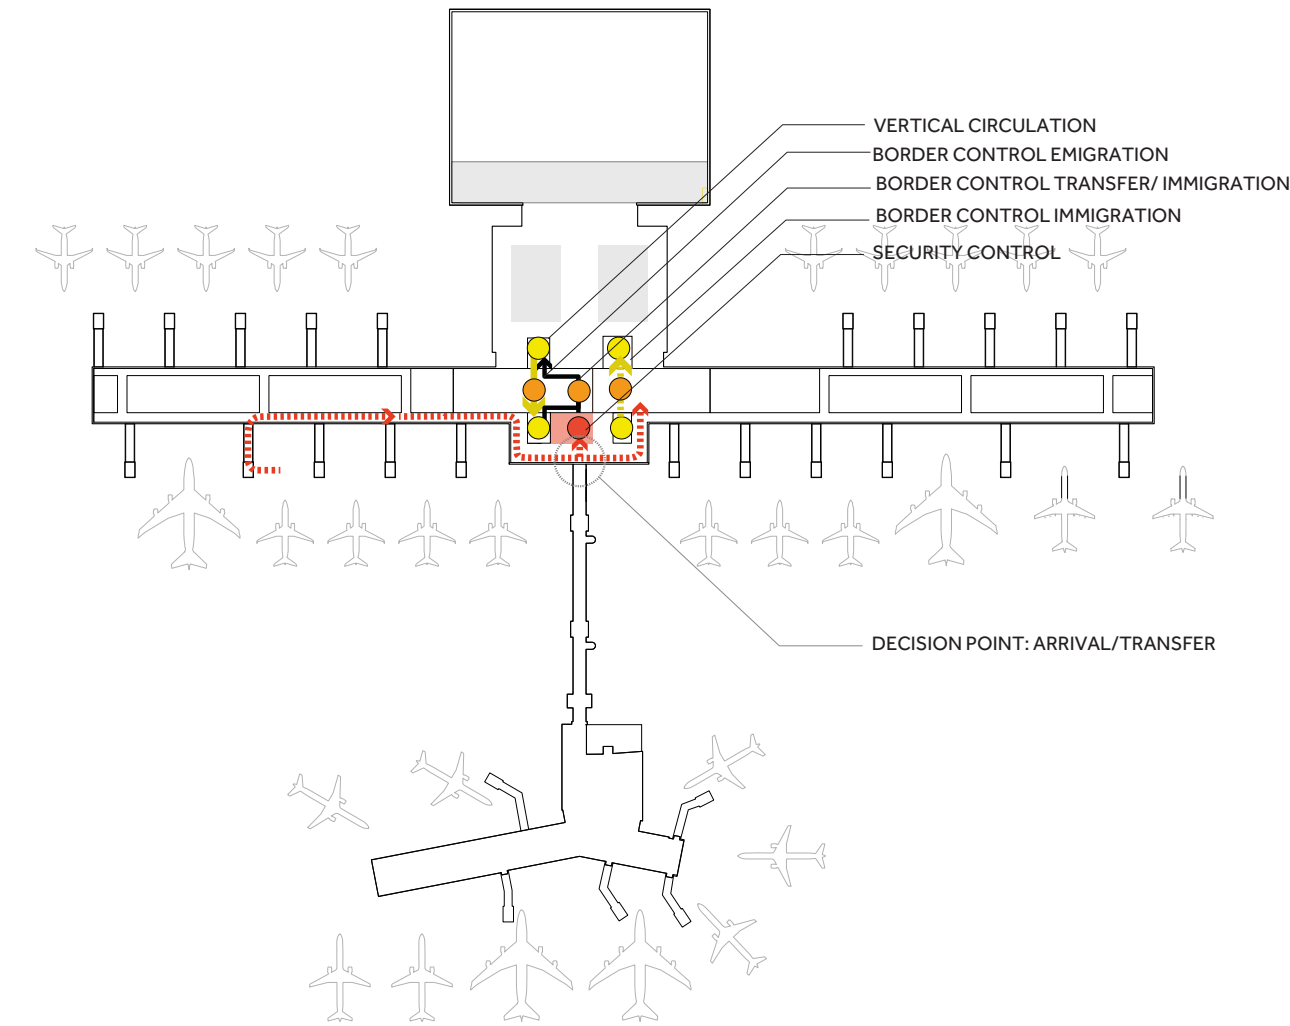 VERTICAL CIRCULATION
BORDER CONTROL EMIGRATION
BORDER CONTROL TRANSFER/ IMMIGRATION
BORDER CONTROL IMMIGRATION
SECURITY CONTROL
DECISION POINT: ARRIVAL/TRANSFER